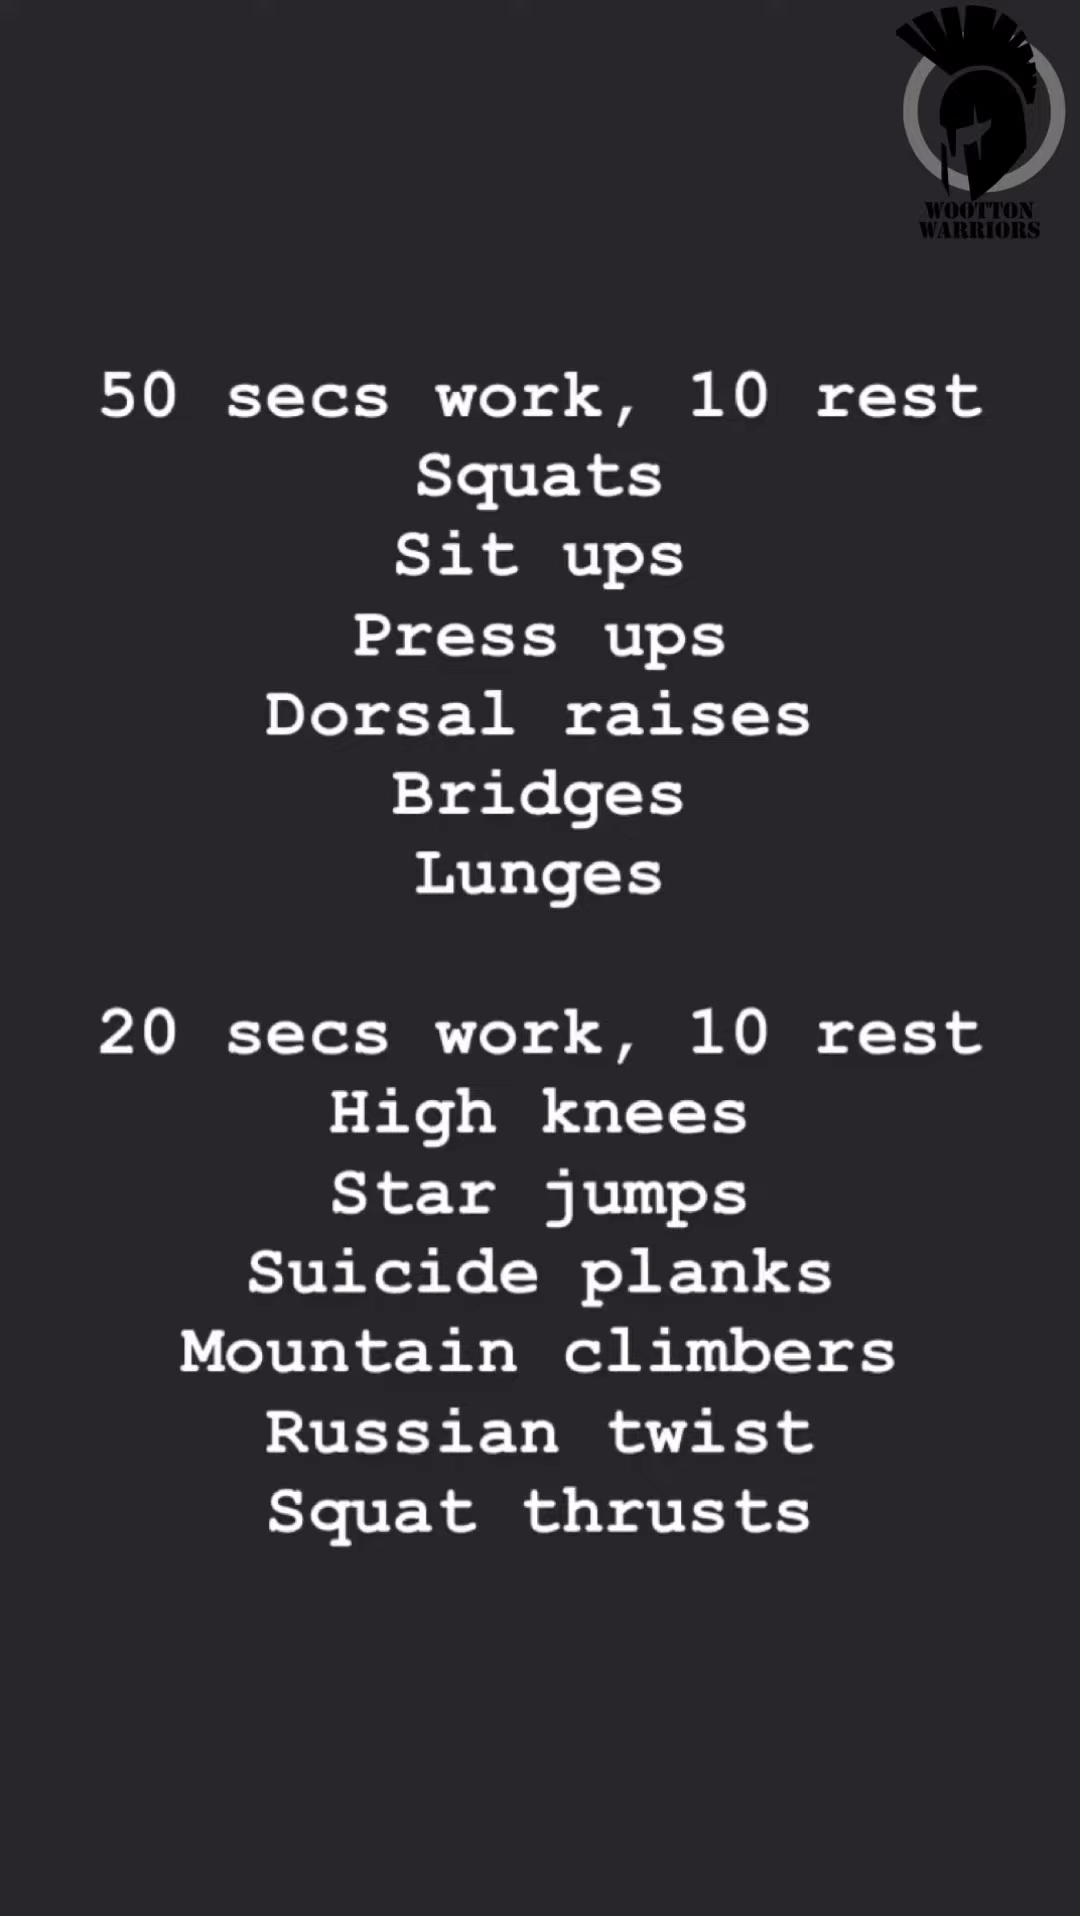 WOOTTON
WARRIORS
50 secs work, 10 rest
Squats
Sit ups
Press ups
Dorsal raises
Bridges
Lunges
20 secs work, 10 rest
High knees
Star jumps
Suicide planks
Mountain climbers
Russian twist
Squat thrusts